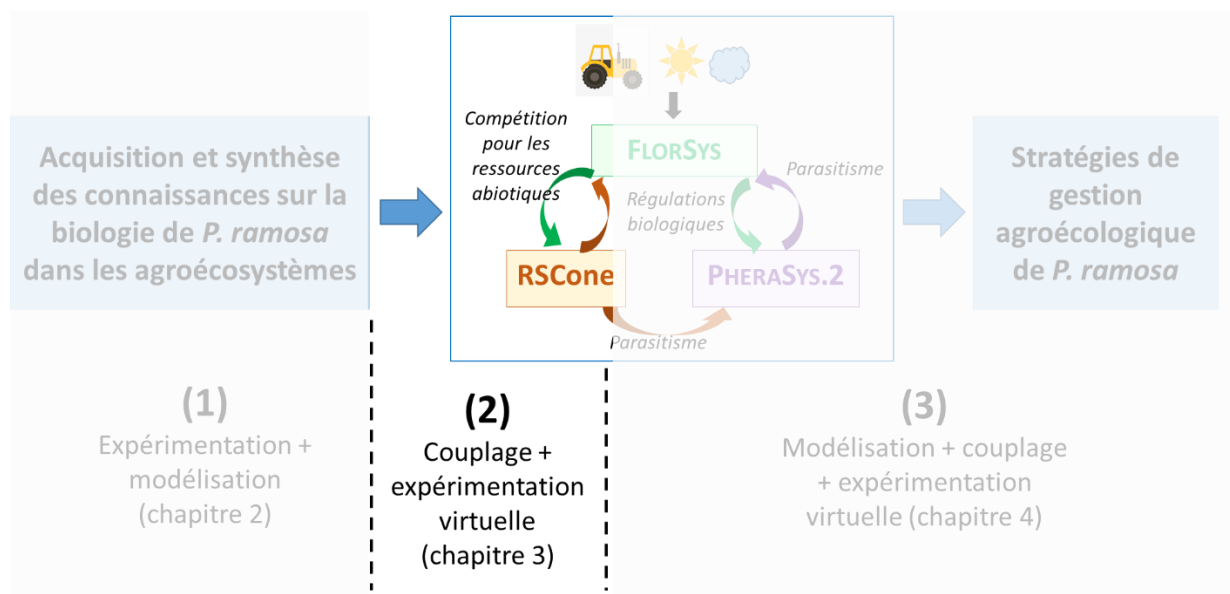 Acquisition et synthèse
des connaissances sur la
biologie de P. ramosa
dans les agroécosystèmes
Compétition
pour les
ressources
abiotiques
FLORSYS
Parasitisme
Régulations
biologiques
RSCone
PHERASYS.2
Parasitisme
Stratégies de
gestion
agroécologique
de P. ramosa
(1)
Expérimentation +
modélisation
(chapitre 2)
(2)
Couplage +
expérimentation
virtuelle
(chapitre 3)
(3)
Modélisation + couplage
+ expérimentation
virtuelle (chapitre 4)